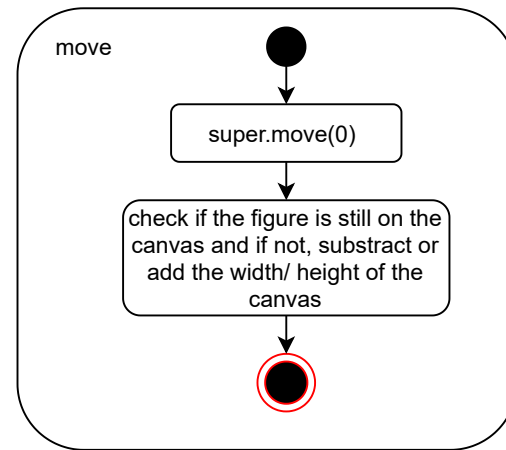 move
super.move(0)
check if the figure is still on the
canvas and if not, substract or
add the width/ height of the
canvas